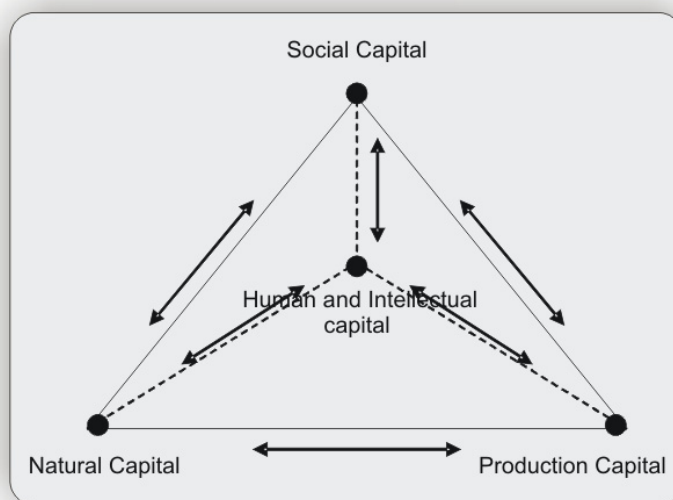 Social Capital
Human and Intellectual
capital
Natural Capital
Production Capital